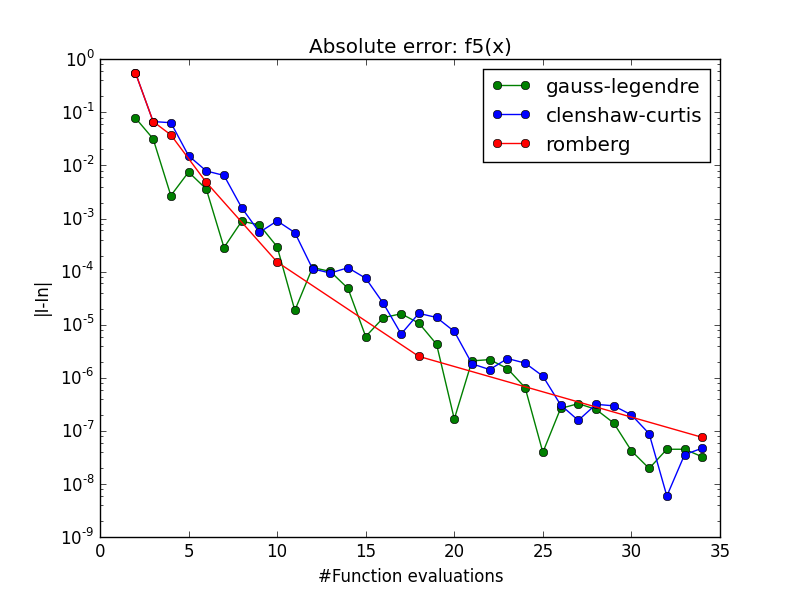 Absolute error: f5(x)
gauss-legendre
clenshaw-curtis
romberg
10^0
10^-1
10^-2
10^-3
10^-4
10^-5
10^-6
10^-7
10^-8
10^-9
|I-In|
0 5 10 15 20 25 30 35
#Function evaluations